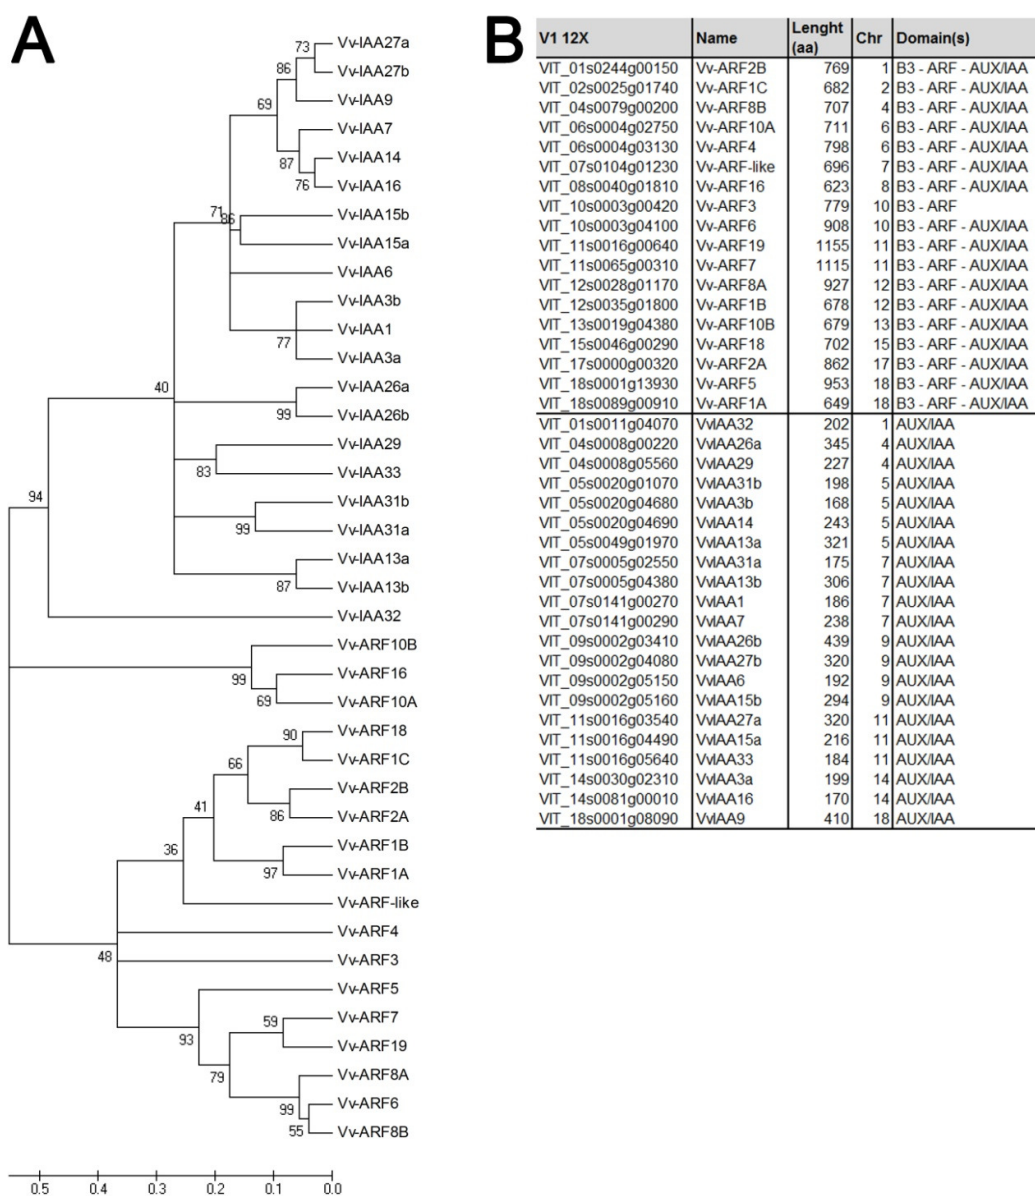 A
Vv-IAA27a
73
Vv-IAA27b
86
Vv-IAA9
69
Vv-IAA7
87
Vv-IAA14
76
Vv-IAA16
71
86
Vv-IAA15b
Vv-IAA15a
Vv-IAA6
Vv-IAA3b
Vv-IAA1
77
Vv-IAA3a
40
Vv-IAA26a
99
Vv-IAA26b
Vv-IAA29
83
Vv-IAA33
94
Vv-IAA31b
99
Vv-IAA31a
Vv-IAA13a
87
Vv-IAA13b
Vv-IAA32
Vv-ARF10B
99
Vv-ARF16
69
Vv-ARF10A
90
Vv-ARF18
66
Vv-ARF1C
Vv-ARF2B
41
86
Vv-ARF2A
36
Vv-ARF1B
97
Vv-ARF1A
Vv-ARF-like
Vv-ARF4
48
Vv-ARF3
Vv-ARF5
93
59
Vv-ARF7
Vv-ARF19
79
Vv-ARF8A
99
Vv-ARF6
55
Vv-ARF8B
0.5 0.4 0.3 0.2 0.1 0.0
B
V1 12X Name Lenght (aa) Chr Domain(s)
VIT_01s0244g00150 Vv-ARF2B 769 1 B3 - ARF - AUX/IAA
VIT_02s0025g01740 Vv-ARF1C 682 2 B3 - ARF - AUX/IAA
VIT_04s0079g00200 Vv-ARF8B 707 4 B3 - ARF - AUX/IAA
VIT_06s0004g02750 Vv-ARF10A 711 6 B3 - ARF - AUX/IAA
VIT_06s0004g03130 Vv-ARF4 798 6 B3 - ARF - AUX/IAA
VIT_07s0104g01230 Vv-ARF-like 696 7 B3 - ARF - AUX/IAA
VIT_08s0040g01810 Vv-ARF16 623 8 B3 - ARF - AUX/IAA
VIT_10s0003g00420 Vv-ARF3 779 10 B3 - ARF
VIT_10s0003g04100 Vv-ARF6 908 10 B3 - ARF - AUX/IAA
VIT_11s0016g00640 Vv-ARF19 1155 11 B3 - ARF - AUX/IAA
VIT_11s0065g00310 Vv-ARF7 1115 11 B3 - ARF - AUX/IAA
VIT_12s0028g01170 Vv-ARF8A 927 12 B3 - ARF - AUX/IAA
VIT_12s0035g01800 Vv-ARF1B 678 12 B3 - ARF - AUX/IAA
VIT_13s0019g04380 Vv-ARF10B 679 13 B3 - ARF - AUX/IAA
VIT_15s0046g00290 Vv-ARF18 702 15 B3 - ARF - AUX/IAA
VIT_17s0000g00320 Vv-ARF2A 862 17 B3 - ARF - AUX/IAA
VIT_18s0001g13930 Vv-ARF5 953 18 B3 - ARF - AUX/IAA
VIT_18s0089g00910 Vv-ARF1A 649 18 B3 - ARF - AUX/IAA
VIT_01s0011g04070 VvIAA32 202 1 AUX/IAA
VIT_04s0008g00220 VvIAA26a 345 4 AUX/IAA
VIT_04s0008g05560 VvIAA29 227 4 AUX/IAA
VIT_05s0020g01070 VvIAA31b 198 5 AUX/IAA
VIT_05s0020g04680 VvIAA3b 168 5 AUX/IAA
VIT_05s0020g04690 VvIAA14 243 5 AUX/IAA
VIT_05s0049g01970 VvIAA13a 321 5 AUX/IAA
VIT_07s0005g02550 VvIAA31a 175 7 AUX/IAA
VIT_07s0005g04380 VvIAA13b 306 7 AUX/IAA
VIT_07s0141g00270 VvIAA1 186 7 AUX/IAA
VIT_07s0141g00290 VvIAA7 238 7 AUX/IAA
VIT_09s0002g03410 VvIAA26b 439 9 AUX/IAA
VIT_09s0002g04080 VvIAA27b 320 9 AUX/IAA
VIT_09s0002g05150 VvIAA6 192 9 AUX/IAA
VIT_09s0002g05160 VvIAA15b 294 9 AUX/IAA
VIT_11s0016g03540 VvIAA27a 320 11 AUX/IAA
VIT_11s0016g04490 VvIAA15a 216 11 AUX/IAA
VIT_11s0016g05640 VvIAA33 184 11 AUX/IAA
VIT_14s0030g02310 VvIAA3a 199 14 AUX/IAA
VIT_14s0081g00010 VvIAA16 170 14 AUX/IAA
VIT_18s0001g08090 VvIAA9 410 18 AUX/IAA